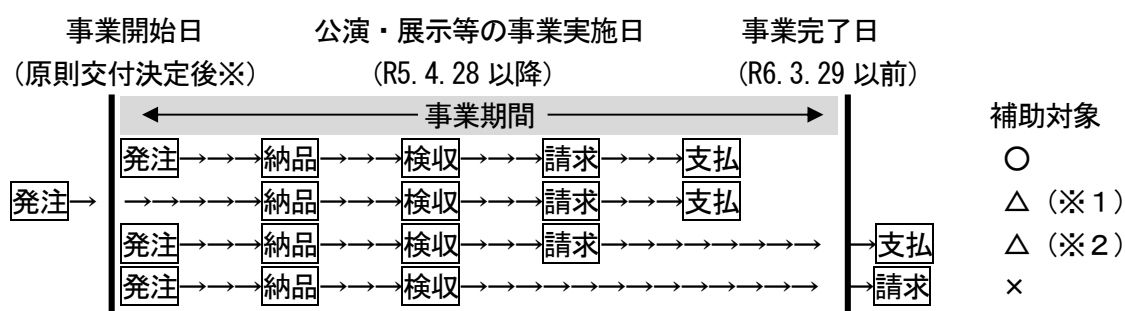 事業開始日 公演・展示等の事業実施日 事業完了日
（原則交付決定後※） （R5.4.28 以降） （R6.3.29 以前）
事業期間 補助対象
発注→→→納品→→→検収→→→請求→→→支払 ○
発注→ →→→→→納品→→→検収→→→請求→→→支払 △（※１）
発注→→→納品→→→検収→→→請求→→→→→→→→ →支払 △（※２）
発注→→→納品→→→検収→→→→→→→→→→→→→ →請求 ×